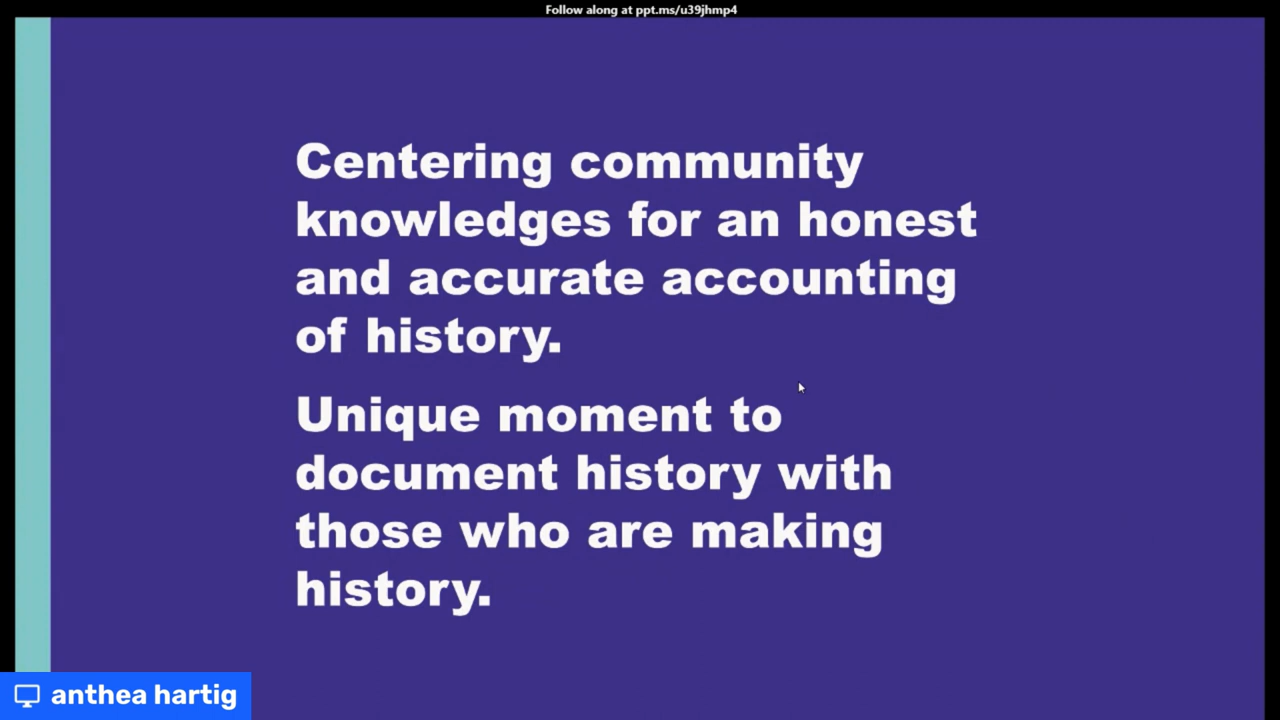 Follow along at ppt.ms/u39jhmp4
Centering community
knowledges for an honest
and accurate accounting
of history.
Unique moment to
document history with
those who are making
history.
anthea hartig